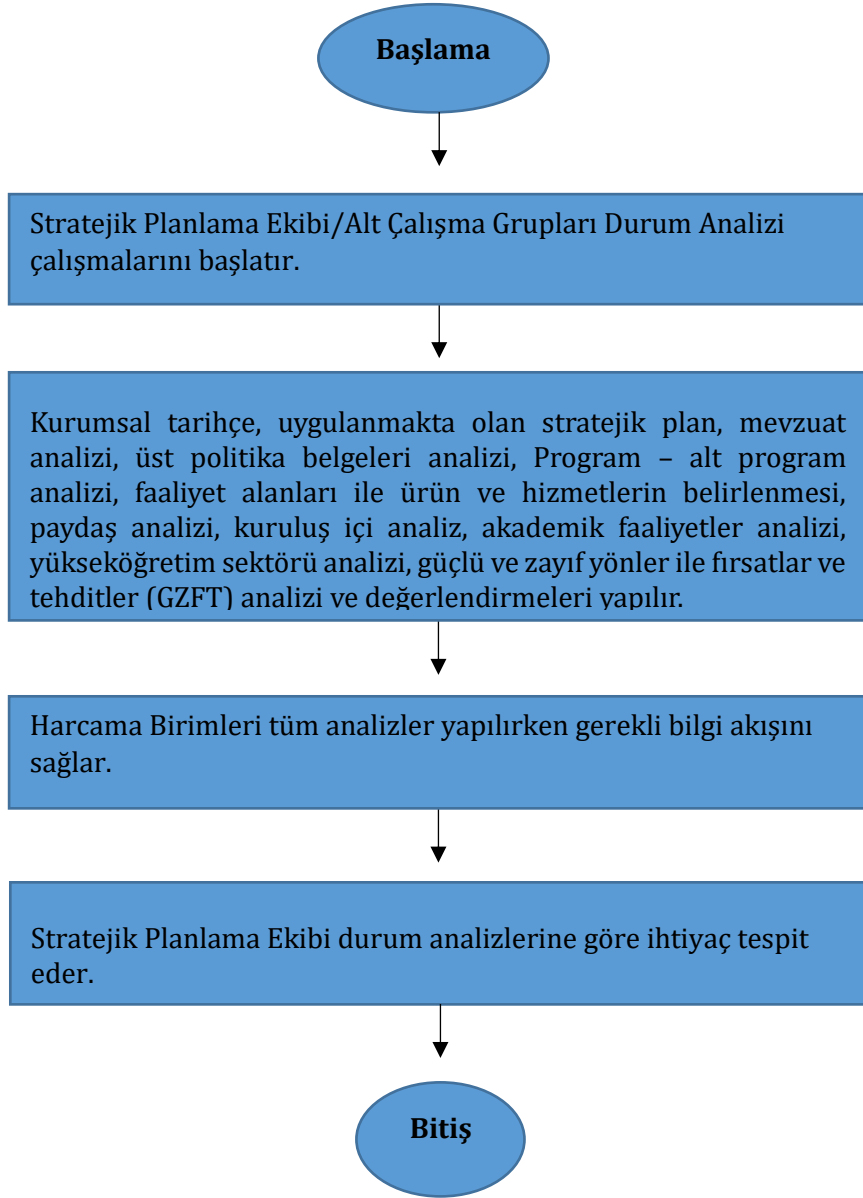 Başlama
Stratejik Planlama Ekibi/Alt Çalışma Grupları Durum Analizi
çalışmalarını başlatır.
Kurumsal tarihçe, uygulanmakta olan stratejik plan, mevzuat
analizi, üst politika belgeleri analizi, Program – alt program
analizi, faaliyet alanları ile ürün ve hizmetlerin belirlenmesi,
paydaş analizi, kuruluş içi analiz, akademik faaliyetler analizi,
yükseköğretim sektörü analizi, güçlü ve zayıf yönler ile fırsatlar ve
tehditler (GZFT) analizi ve değerlendirmeleri yapılır.
Harcama Birimleri tüm analizler yapılırken gerekli bilgi akışını
sağlar.
Stratejik Planlama Ekibi durum analizlerine göre ihtiyaç tespit
eder.
Bitiş